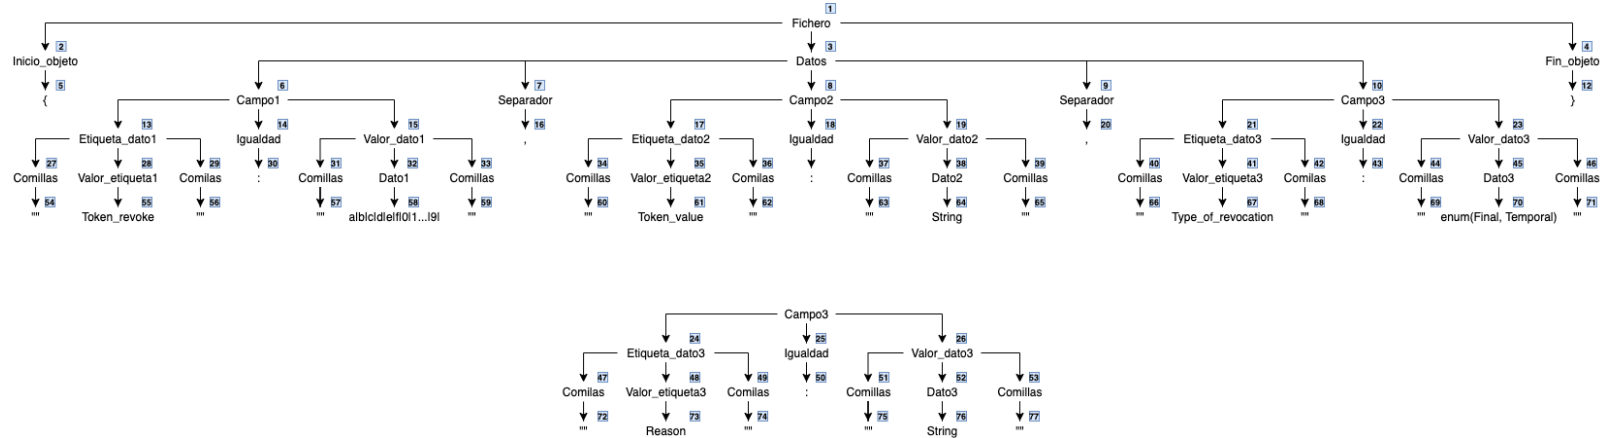 1
Fichero
2 3 4
Inicio_objeto Datos Fin_objeto
5 6 7 8 9 10 12
{ Campo1 Separador Campo2 Separador Campo3 }
13 14 15 16 17 18 19 20 21 22 23
Etiqueta_dato1 Igualdad Valor_dato1 , Etiqueta_dato2 Igualdad Valor_dato2 , Etiqueta_dato3 Igualdad Valor_dato3
27 28 29 30 31 32 33 34 35 36 37 38 39 40 41 42 43 44 45 46
Comillas Valor_etiqueta1 Comilas : Comillas Dato1 Comillas Comillas Valor_etiqueta2 Comilas : Comillas Dato2 Comillas Comillas Valor_etiqueta3 Comilas : Comillas Dato3 Comillas
54 55 56 57 58 59 60 61 62 63 64 65 66 67 68 69 70 71
"" Token_revoke "" "" a|b|c|d|e|f|0|1...|9| "" "" Token_value "" "" String "" "" Type_of_revocation "" "" enum(Final, Temporal) ""
Campo3
24 25 26
Etiqueta_dato3 Igualdad Valor_dato3
47 48 49 50 51 52 53
Comilas Valor_etiqueta3 Comilas : Comillas Dato3 Comillas
72 73 74 75 76 77
"" Reason "" "" String ""